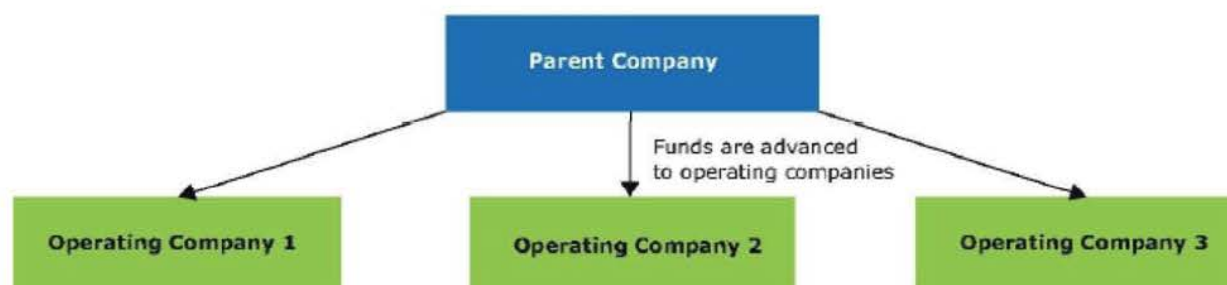 Parent Company
Funds are advanced
to operating companies
Operating Company 1
Operating Company 2
Operating Company 3